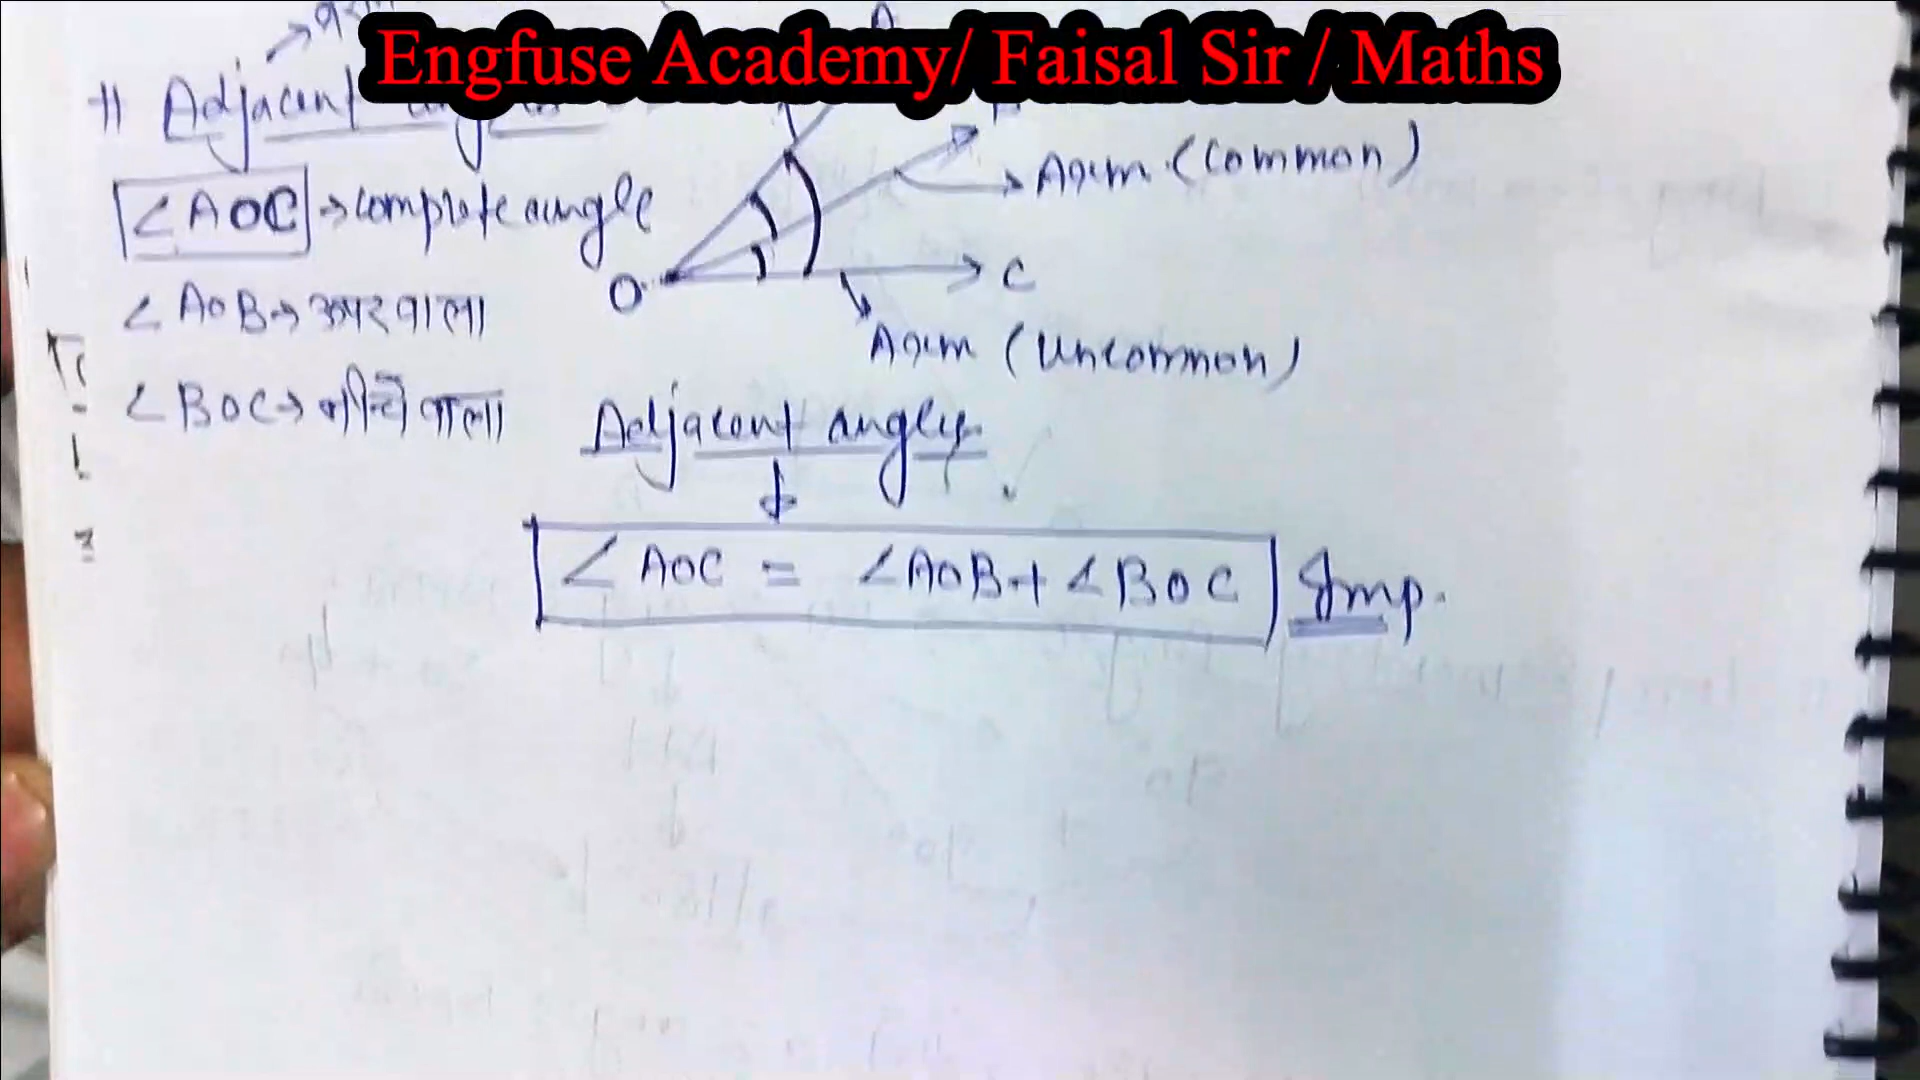 Engfuse Academy/ Faisal Sir / Maths
Adjacent
∠AOC → complete angle
∠AOB → ऊपर वाला
∠BOC → नीचे वाला
A
Arm (Common)
O
C
Arm (Uncommon)
Adjacent angles
∠AOC = ∠AOB + ∠BOC Imp.